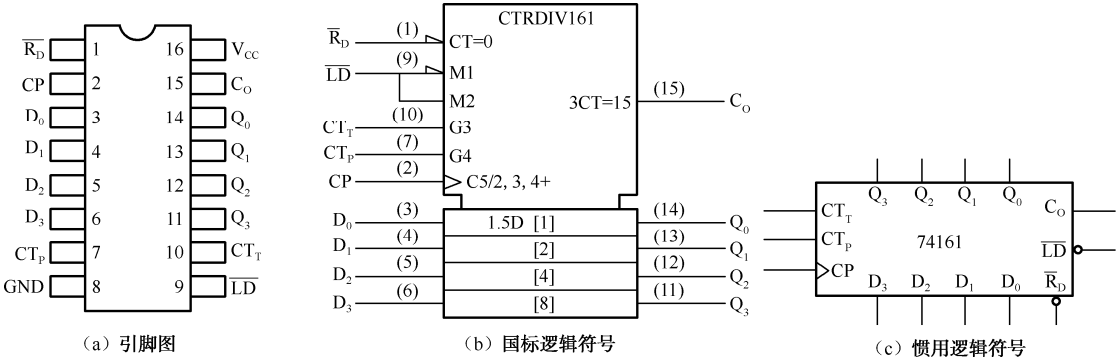 R̅D 1 16 VCC
CP 2 15 CO
D0 3 14 Q0
D1 4 13 Q1
D2 5 12 Q2
D3 6 11 Q3
CTP 7 10 CTT
GND 8 9 L̅D̅
(a) 引脚图
CTRDIV161
R̅D (1) CT=0
L̅D̅ (9) M1
M2 3CT=15 (15) CO
CTT (10) G3
CTP (7) G4
CP (2) C5/2, 3, 4+
D0 (3) 1.5D [1] (14) Q0
D1 (4) [2] (13) Q1
D2 (5) [4] (12) Q2
D3 (6) [8] (11) Q3
(b) 国标逻辑符号
Q3 Q2 Q1 Q0
CTT CO
CTP 74161 L̅D̅
CP D3 D2 D1 D0 R̅D
(c) 惯用逻辑符号